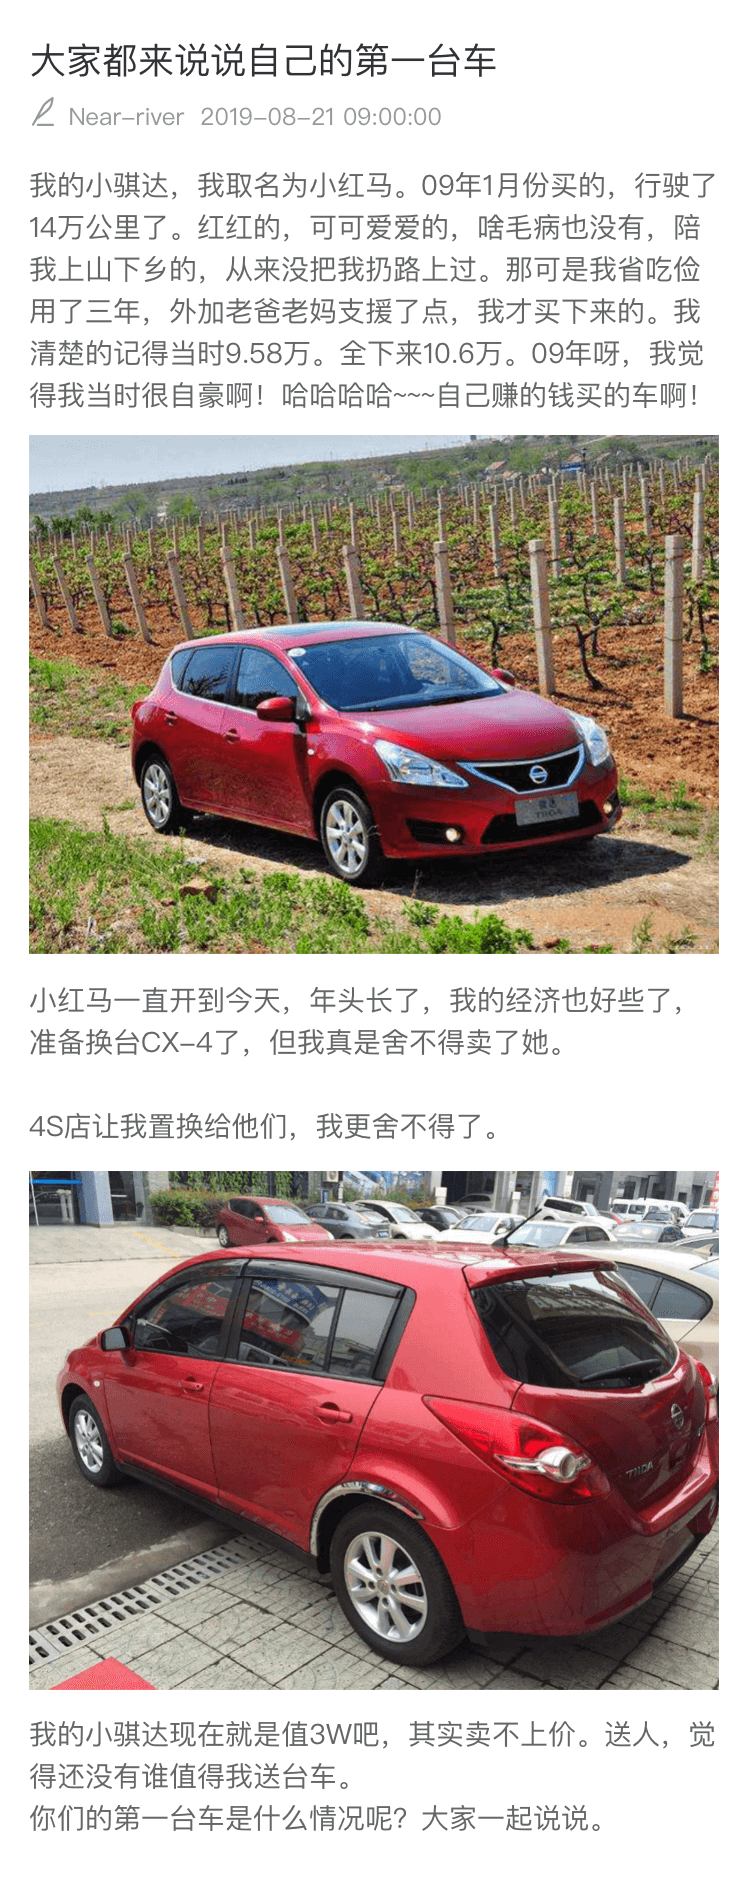 大家都来说说自己的第一台车
Near-river 2019-08-21 09:00:00
我的小骐达，我取名为小红马。09年1月份买的，行驶了
14万公里了。红红的，可可爱爱的，啥毛病也没有，陪
我上山下乡的，从来没把我扔路上过。那可是我省吃俭
用了三年，外加老爸老妈支援了点，我才买下来的。我
清楚的记得当时9.58万。全下来10.6万。09年呀，我觉
得我当时很自豪啊！哈哈哈哈~~~自己赚的钱买的车啊！
骐达
TIIDA
小红马一直开到今天，年头长了，我的经济也好些了，
准备换台CX-4了，但我真是舍不得卖了她。
4S店让我置换给他们，我更舍不得了。
TIIDA
我的小骐达现在就是值3W吧，其实卖不上价。送人，觉
得还没有谁值得我送台车。
你们的第一台车是什么情况呢？大家一起说说。